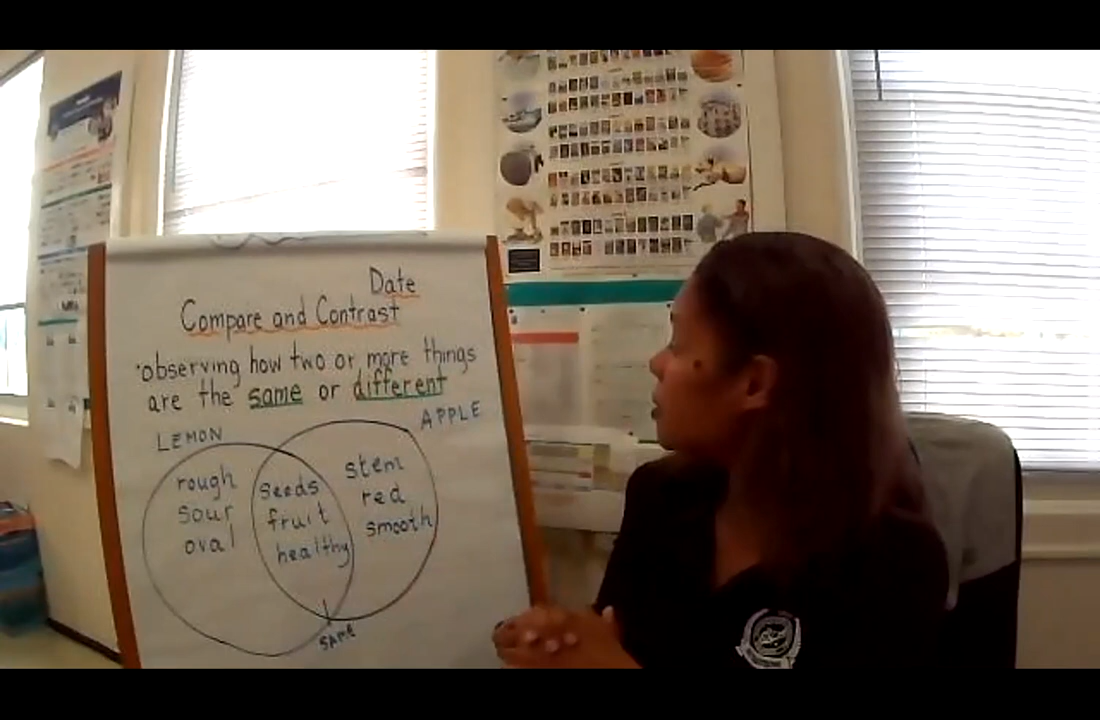 Date
Compare and Contrast
·observing how two or more things
are the same or different
LEMON
APPLE
rough
sour
oval
seeds
fruit
healthy
stem
red
smooth
SAME